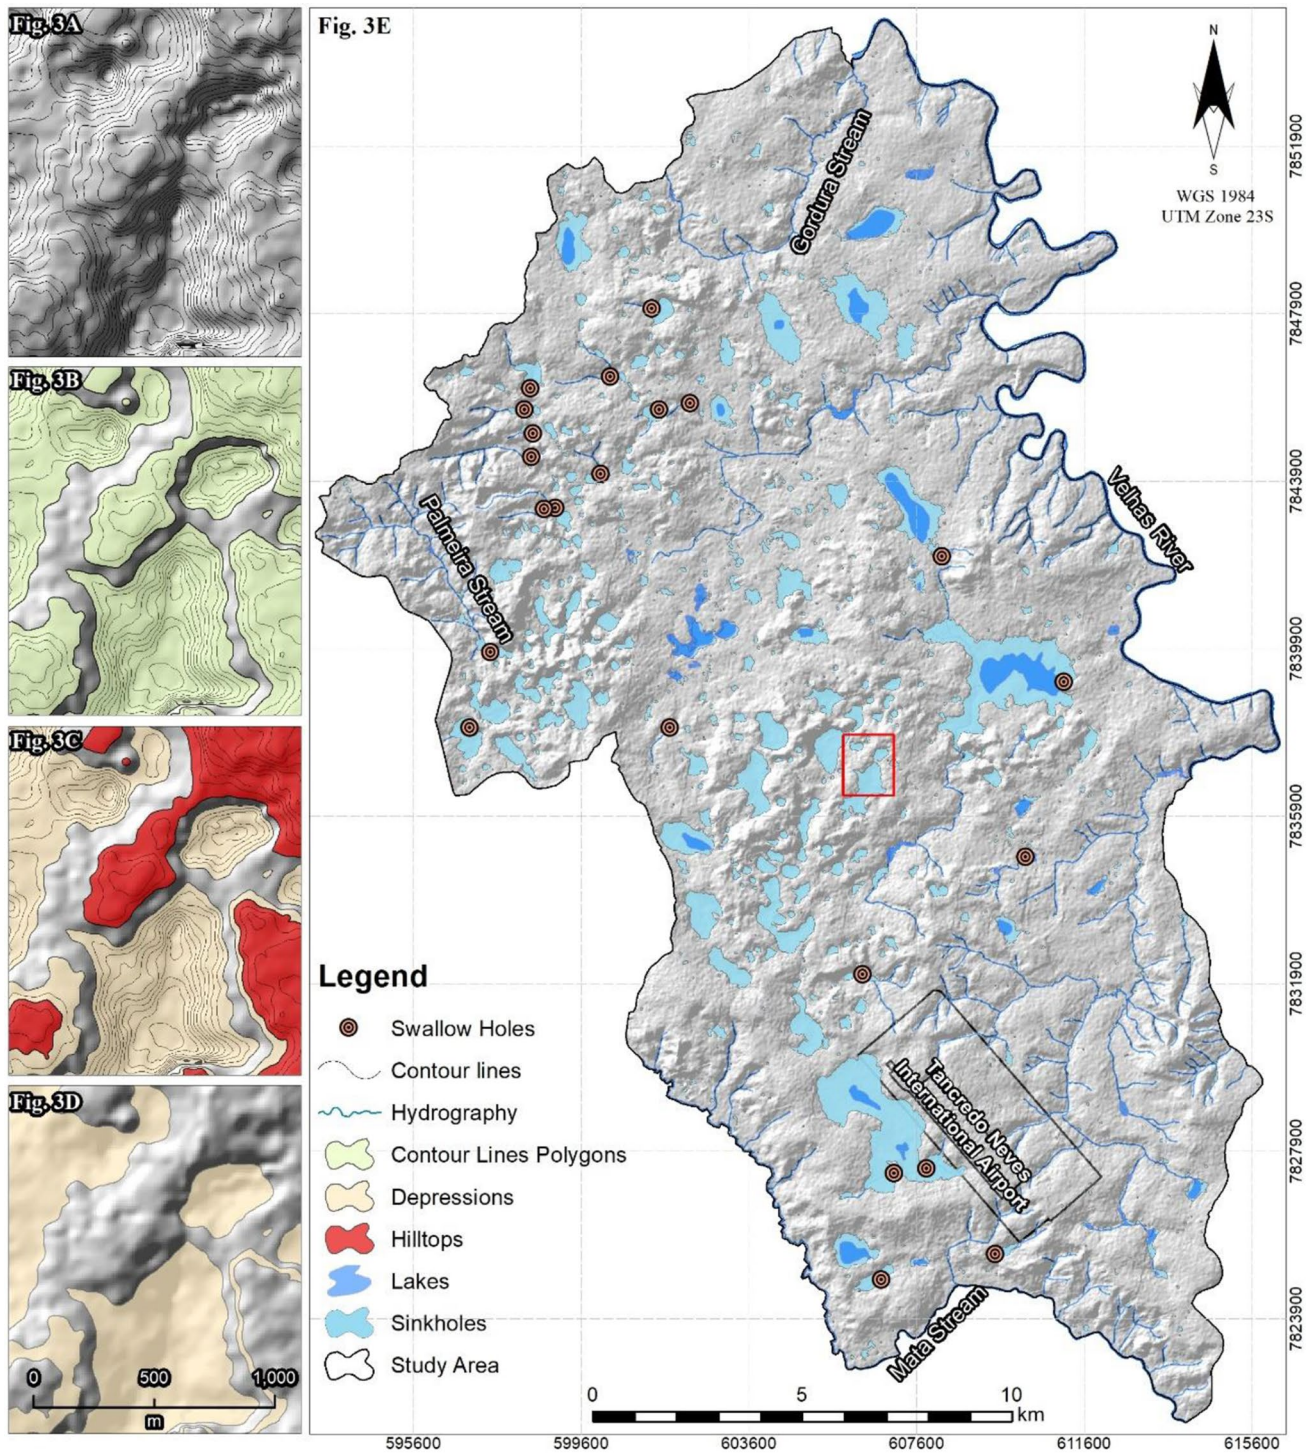 Fig. 3A
Fig. 3B
Fig. 3C
Fig. 3D
0 500 1,000
m
Fig. 3E
N
S
WGS 1984
UTM Zone 23S
Gordura Stream
Palmeira Stream
Velhas River
Tancredo Neves
International Airport
Mata Stream
Legend
Swallow Holes
Contour lines
Hydrography
Contour Lines Polygons
Depressions
Hilltops
Lakes
Sinkholes
Study Area
0 5 10
km
7851900
7847900
7843900
7839900
7835900
7831900
7827900
7823900
595600 599600 603600 607600 611600 615600